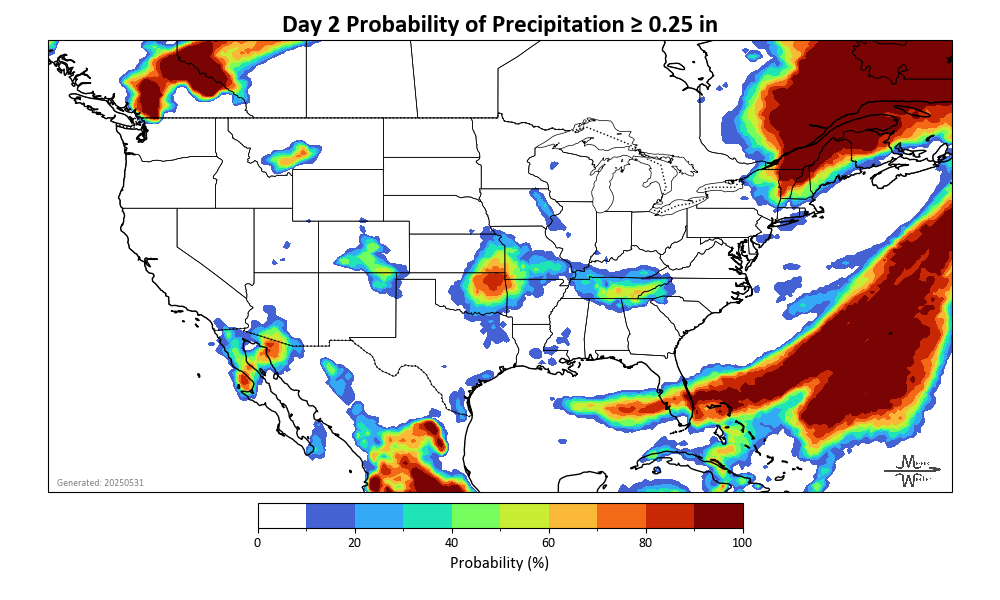 Day 2 Probability of Precipitation ≥ 0.25 in
Generated: 20250531
0 20 40 60 80 100
Probability (%)